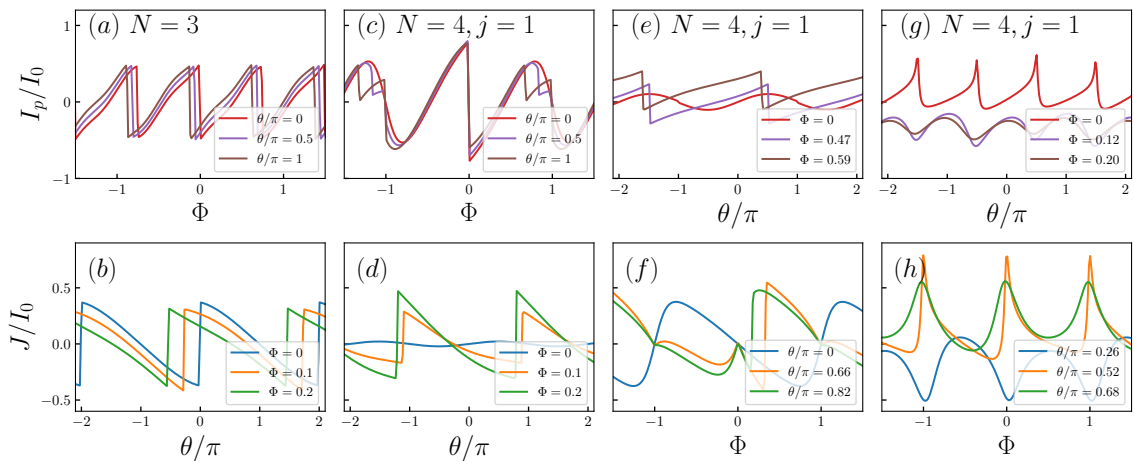 (a) N = 3
1
0
−1
I_p/I_0
θ/π = 0
θ/π = 0.5
θ/π = 1
−1 0 1
Φ
(c) N = 4, j = 1
θ/π = 0
θ/π = 0.5
θ/π = 1
−1 0 1
Φ
(e) N = 4, j = 1
Φ = 0
Φ = 0.47
Φ = 0.59
−2 −1 0 1 2
θ/π
(g) N = 4, j = 1
Φ = 0
Φ = 0.12
Φ = 0.20
−2 −1 0 1 2
θ/π
(b)
0.5
0.0
−0.5
J/I_0
Φ = 0
Φ = 0.1
Φ = 0.2
−2 −1 0 1 2
θ/π
(d)
Φ = 0
Φ = 0.1
Φ = 0.2
−2 −1 0 1 2
θ/π
(f)
θ/π = 0
θ/π = 0.66
θ/π = 0.82
−1 0 1
Φ
(h)
θ/π = 0.26
θ/π = 0.52
θ/π = 0.68
−1 0 1
Φ